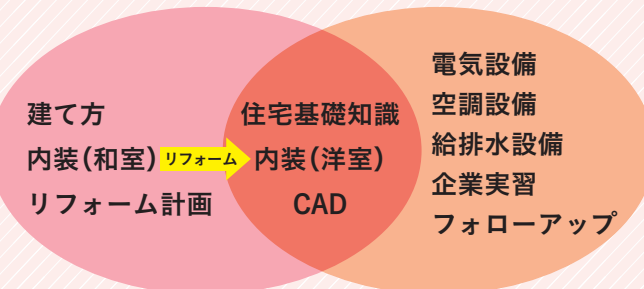 建て方
内装(和室)
リフォーム計画
リフォーム
住宅基礎知識
内装(洋室)
CAD
電気設備
空調設備
給排水設備
企業実習
フォローアップ